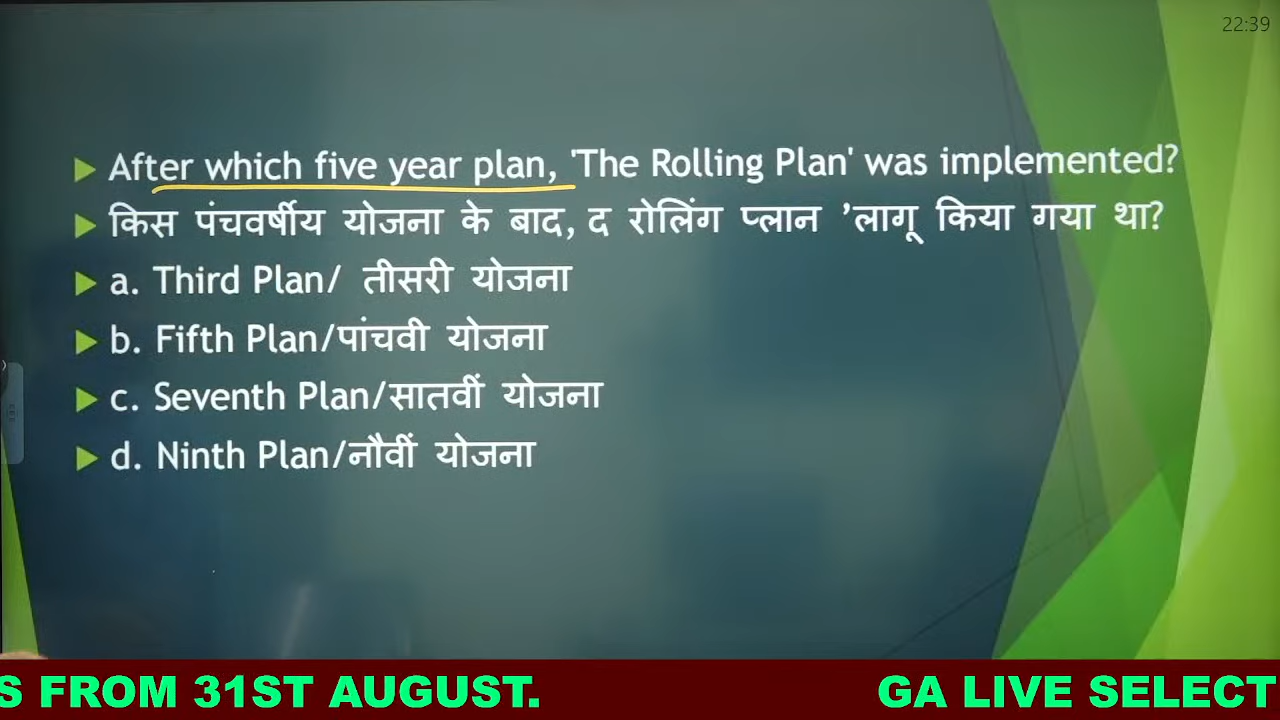 22:39
After which five year plan, 'The Rolling Plan' was implemented?
किस पंचवर्षीय योजना के बाद, द रोलिंग प्लान ’लागू किया गया था?
a. Third Plan/ तीसरी योजना
b. Fifth Plan/पांचवी योजना
c. Seventh Plan/सातवीं योजना
d. Ninth Plan/नौवीं योजना
S FROM 31ST AUGUST. GA LIVE SELECT